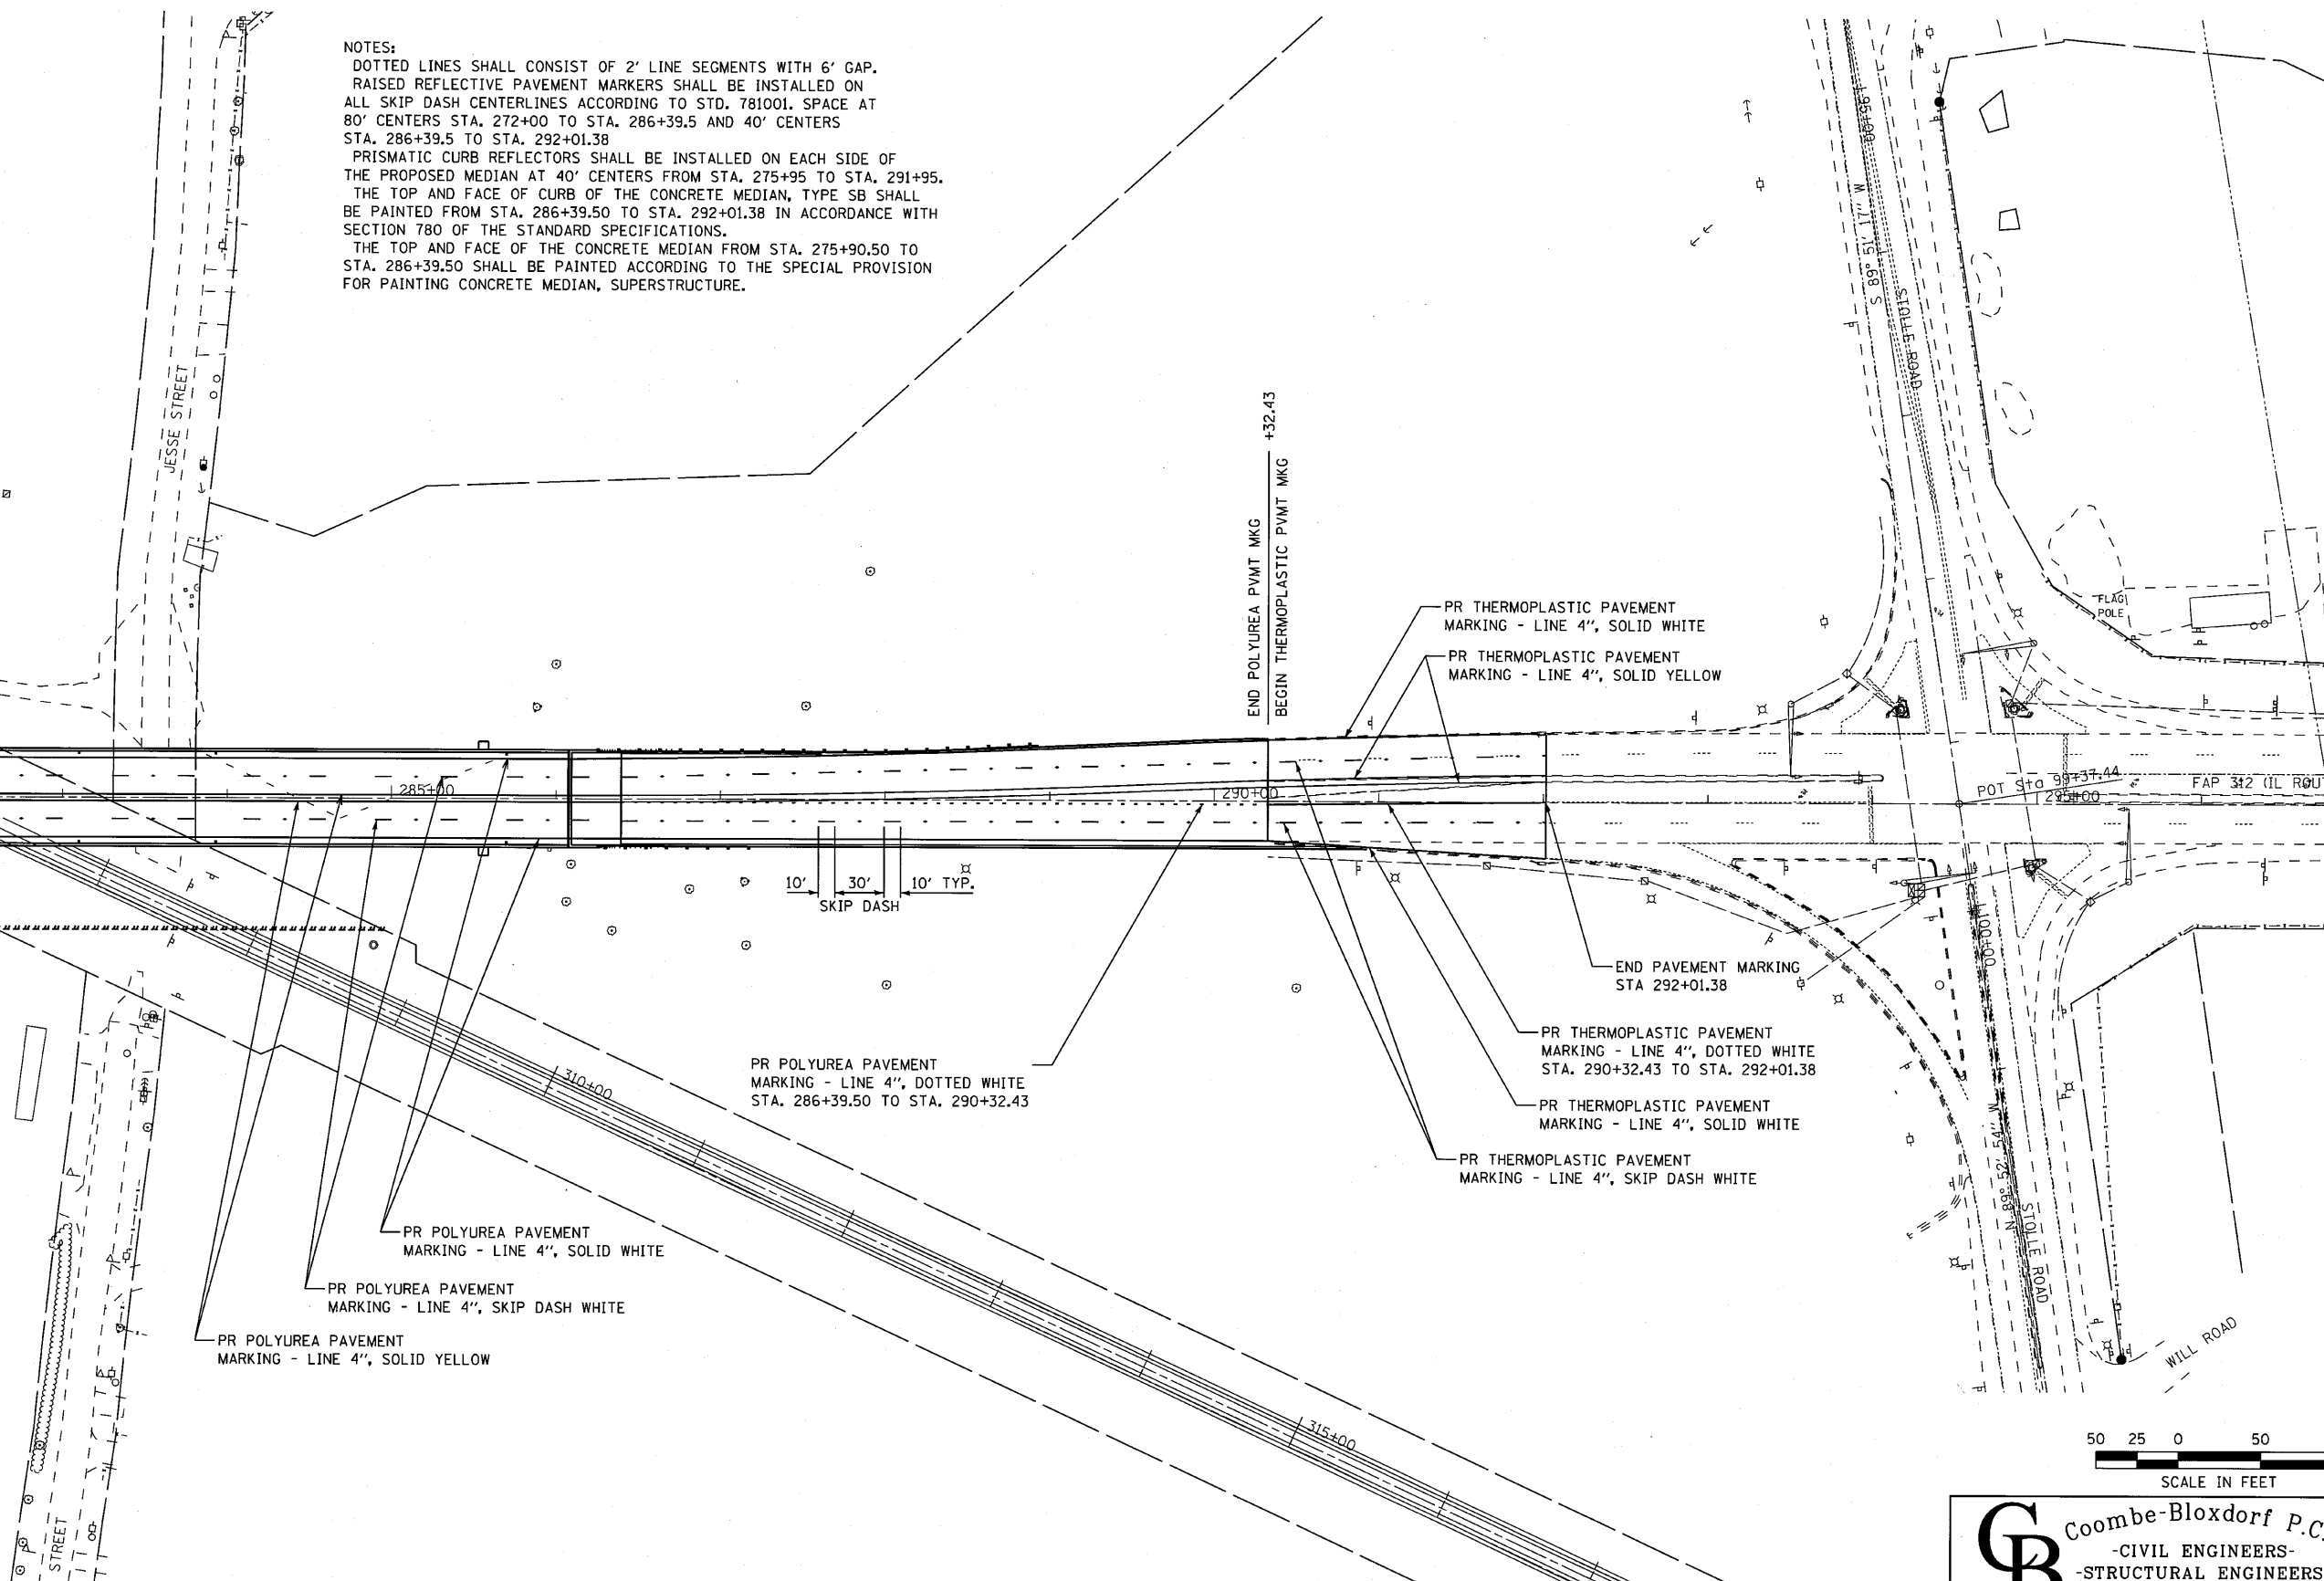 NOTES:
DOTTED LINES SHALL CONSIST OF 2' LINE SEGMENTS WITH 6' GAP.
RAISED REFLECTIVE PAVEMENT MARKERS SHALL BE INSTALLED ON
ALL SKIP DASH CENTERLINES ACCORDING TO STD. 781001. SPACE AT
80' CENTERS STA. 272+00 TO STA. 286+39.5 AND 40' CENTERS
STA. 286+39.5 TO STA. 292+01.38
PRISMATIC CURB REFLECTORS SHALL BE INSTALLED ON EACH SIDE OF
THE PROPOSED MEDIAN AT 40' CENTERS FROM STA. 275+95 TO STA. 291+95.
THE TOP AND FACE OF CURB OF THE CONCRETE MEDIAN, TYPE SB SHALL
BE PAINTED FROM STA. 286+39.50 TO STA. 292+01.38 IN ACCORDANCE WITH
SECTION 780 OF THE STANDARD SPECIFICATIONS.
THE TOP AND FACE OF THE CONCRETE MEDIAN FROM STA. 275+90.50 TO
STA. 286+39.50 SHALL BE PAINTED ACCORDING TO THE SPECIAL PROVISION
FOR PAINTING CONCRETE MEDIAN, SUPERSTRUCTURE.
JESSE STREET
95+00
S 89° 51' 17" W
STOLLE ROAD
+32.43
END POLYUREA PVMT MKG
BEGIN THERMOPLASTIC PVMT MKG
FLAG
POLE
PR THERMOPLASTIC PAVEMENT
MARKING - LINE 4", SOLID WHITE
PR THERMOPLASTIC PAVEMENT
MARKING - LINE 4", SOLID YELLOW
285+00
290+00
POT Sta 99+37.44
295+00
FAP 312 (IL ROU
10' 30' 10' TYP.
SKIP DASH
100+00
END PAVEMENT MARKING
STA 292+01.38
PR THERMOPLASTIC PAVEMENT
MARKING - LINE 4", DOTTED WHITE
STA. 290+32.43 TO STA. 292+01.38
PR POLYUREA PAVEMENT
MARKING - LINE 4", DOTTED WHITE
STA. 286+39.50 TO STA. 290+32.43
PR THERMOPLASTIC PAVEMENT
MARKING - LINE 4", SOLID WHITE
PR THERMOPLASTIC PAVEMENT
MARKING - LINE 4", SKIP DASH WHITE
310+00
N 89° 52' 54" W
STOLLE ROAD
PR POLYUREA PAVEMENT
MARKING - LINE 4", SOLID WHITE
PR POLYUREA PAVEMENT
MARKING - LINE 4", SKIP DASH WHITE
PR POLYUREA PAVEMENT
MARKING - LINE 4", SOLID YELLOW
WILL ROAD
315+00
STREET
50 25 0 50
SCALE IN FEET
CB
Coombe-Bloxdorf P.C.
-CIVIL ENGINEERS-
-STRUCTURAL ENGINEERS